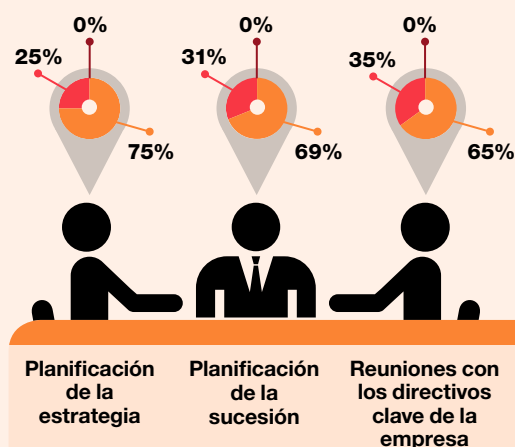 0%
25%
75%
0%
31%
69%
0%
35%
65%
Planificación
de la
estrategia
Planificación
de la
sucesión
Reuniones con
los directivos
clave de la
empresa